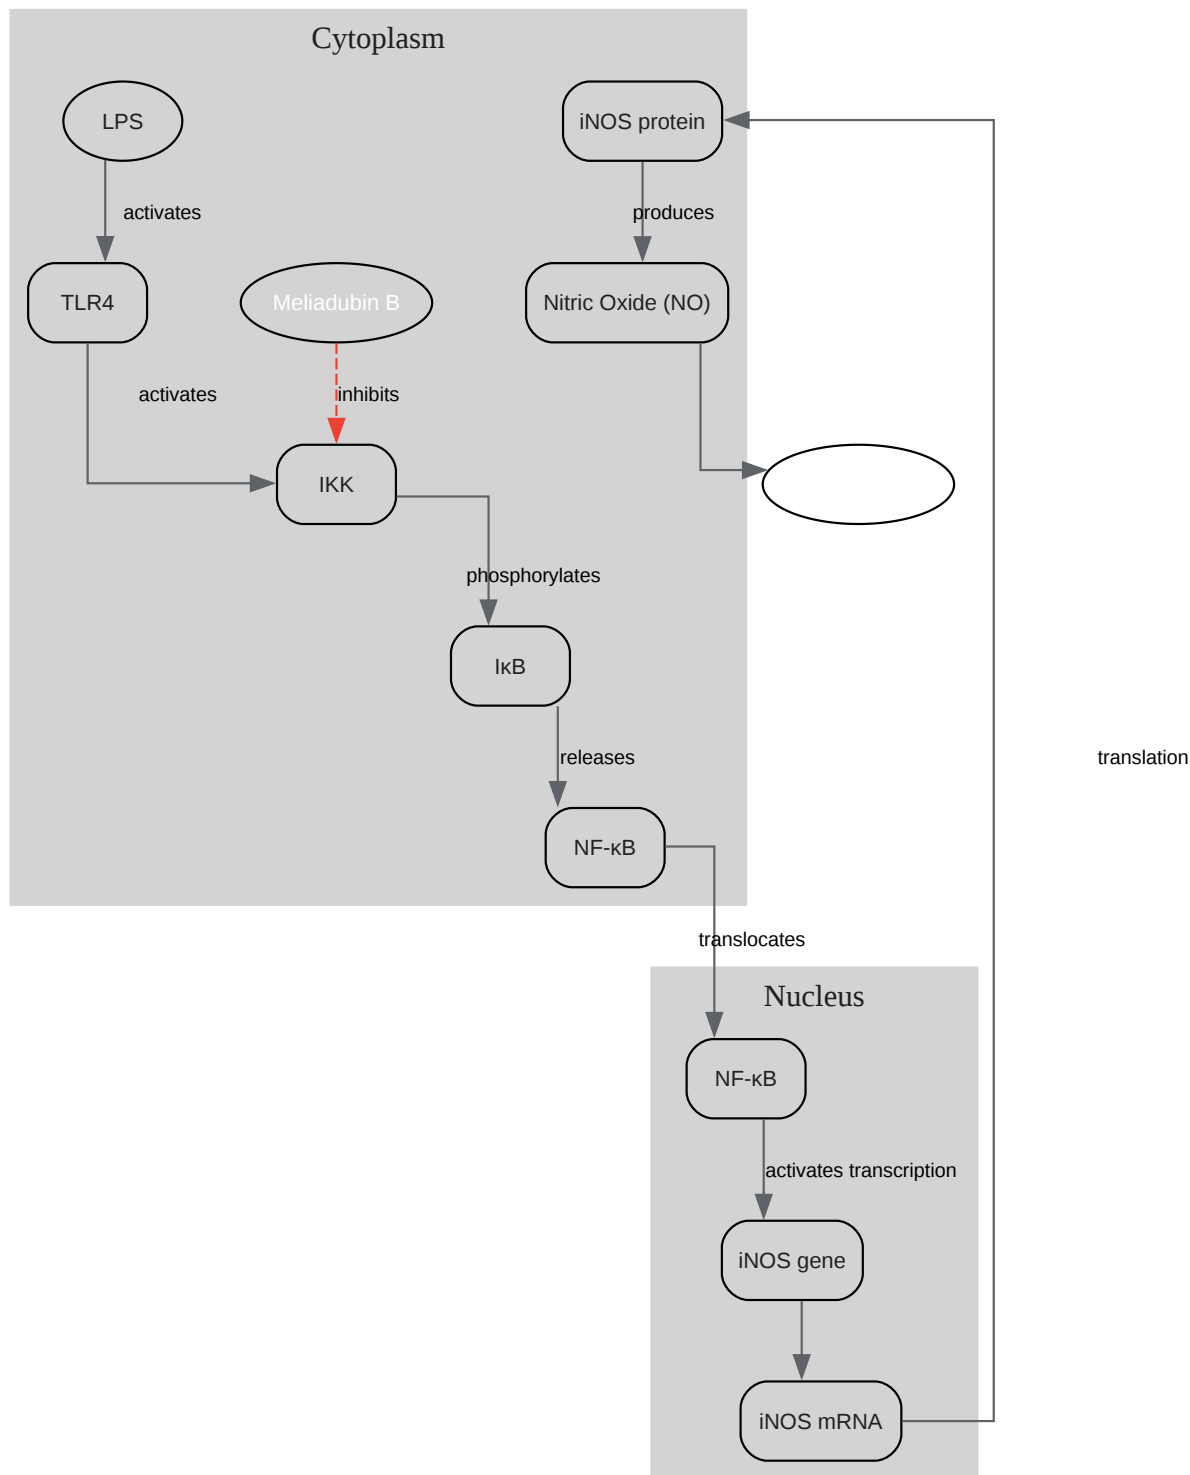 Cytoplasm
LPS
iNOS protein
activates
produces
TLR4
Meliadubin B
Nitric Oxide (NO)
activates
inhibits
IKK
phosphorylates
IκB
releases
translation
NF-κB
translocates
Nucleus
NF-κB
activates transcription
iNOS gene
iNOS mRNA